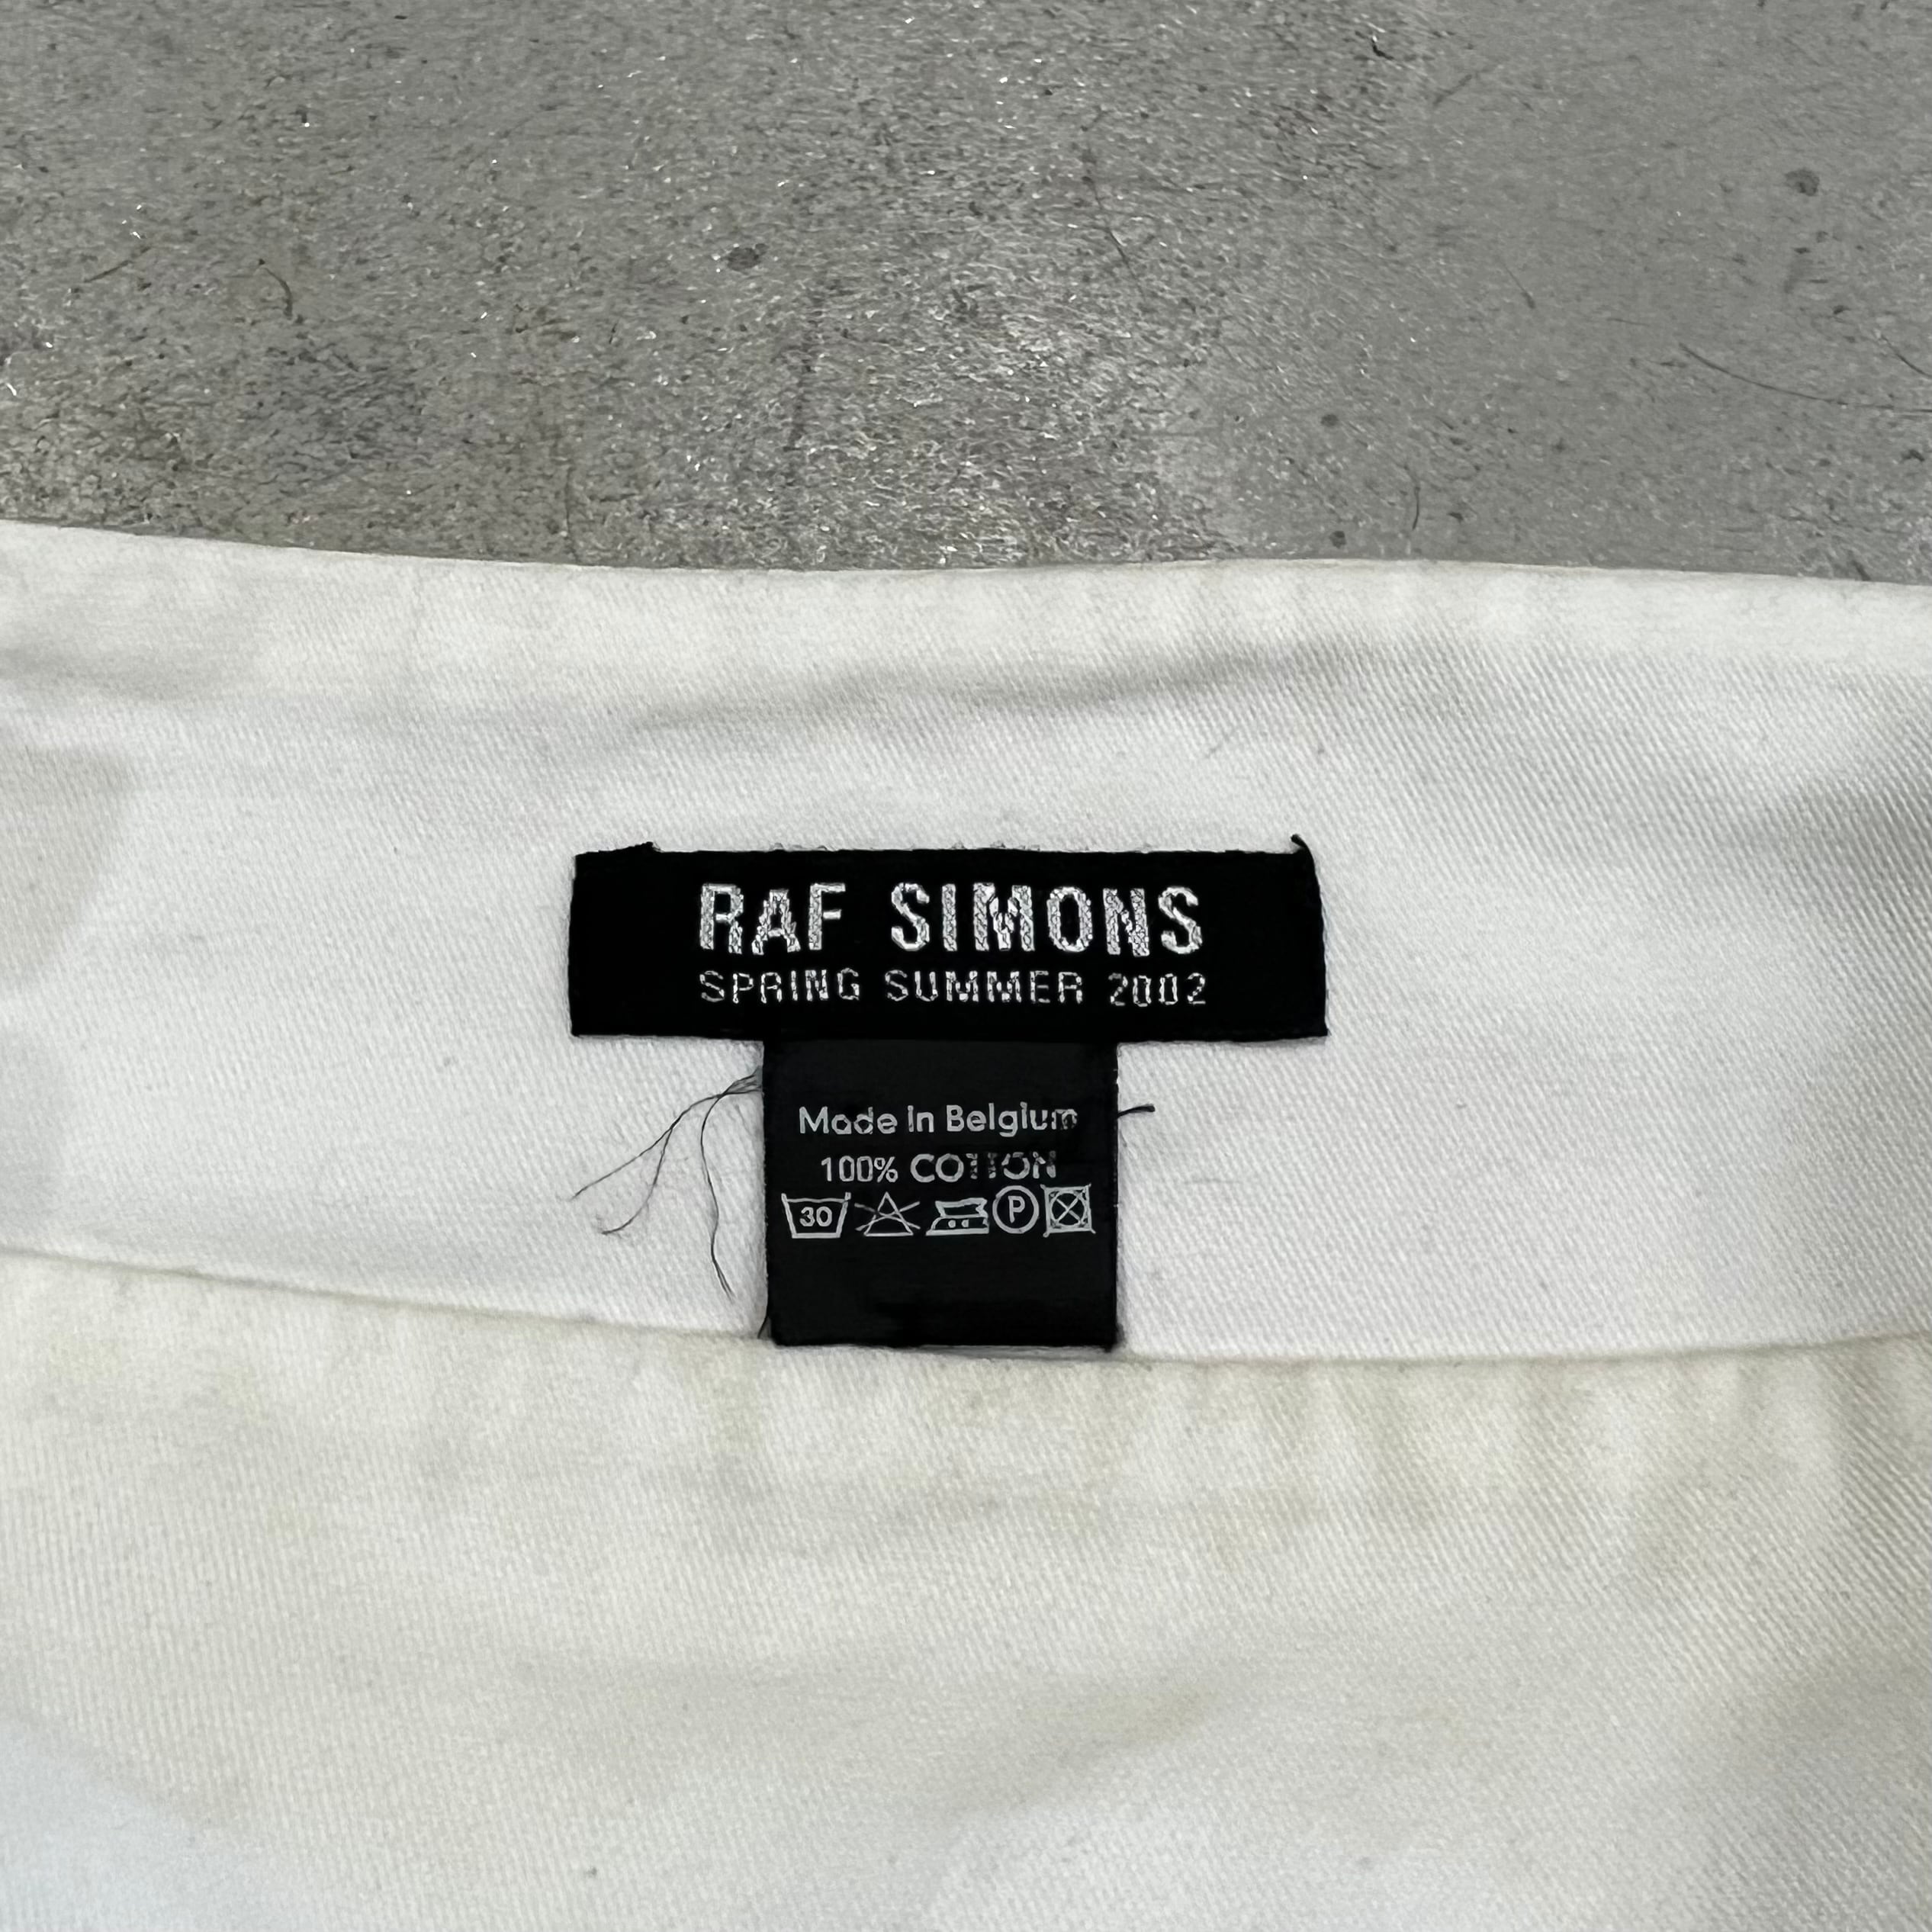 RAF SIMONS
SPRING SUMMER 2002
Made in Belgium
100% COTTON
30 P